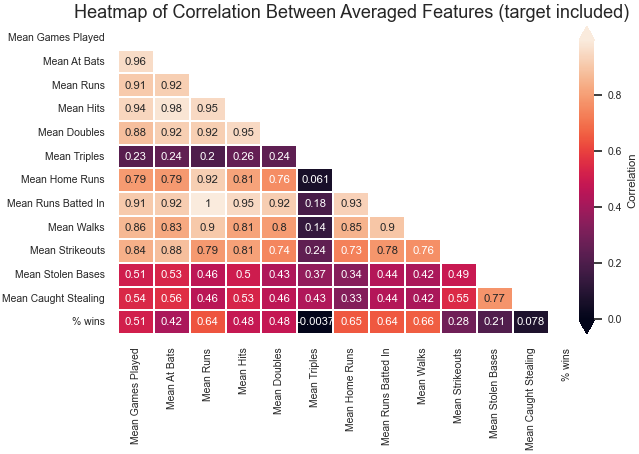 Heatmap of Correlation Between Averaged Features (target included)
Mean Games Played
Mean At Bats 0.96
Mean Runs 0.91 0.92
Mean Hits 0.94 0.98 0.95
Mean Doubles 0.88 0.92 0.92 0.95
Mean Triples 0.23 0.24 0.2 0.26 0.24
Mean Home Runs 0.79 0.79 0.92 0.81 0.76 0.061
Mean Runs Batted In 0.91 0.92 1 0.95 0.92 0.18 0.93
Mean Walks 0.86 0.83 0.9 0.81 0.8 0.14 0.85 0.9
Mean Strikeouts 0.84 0.88 0.79 0.81 0.74 0.24 0.73 0.78 0.76
Mean Stolen Bases 0.51 0.53 0.46 0.5 0.43 0.37 0.34 0.44 0.42 0.49
Mean Caught Stealing 0.54 0.56 0.46 0.53 0.46 0.43 0.33 0.44 0.42 0.55 0.77
% wins 0.51 0.42 0.64 0.48 0.48 -0.0037 0.65 0.64 0.66 0.28 0.21 0.078
Mean Games Played
Mean At Bats
Mean Runs
Mean Hits
Mean Doubles
Mean Triples
Mean Home Runs
Mean Runs Batted In
Mean Walks
Mean Strikeouts
Mean Stolen Bases
Mean Caught Stealing
% wins
0.8
0.6
0.4
0.2
0.0
Correlation